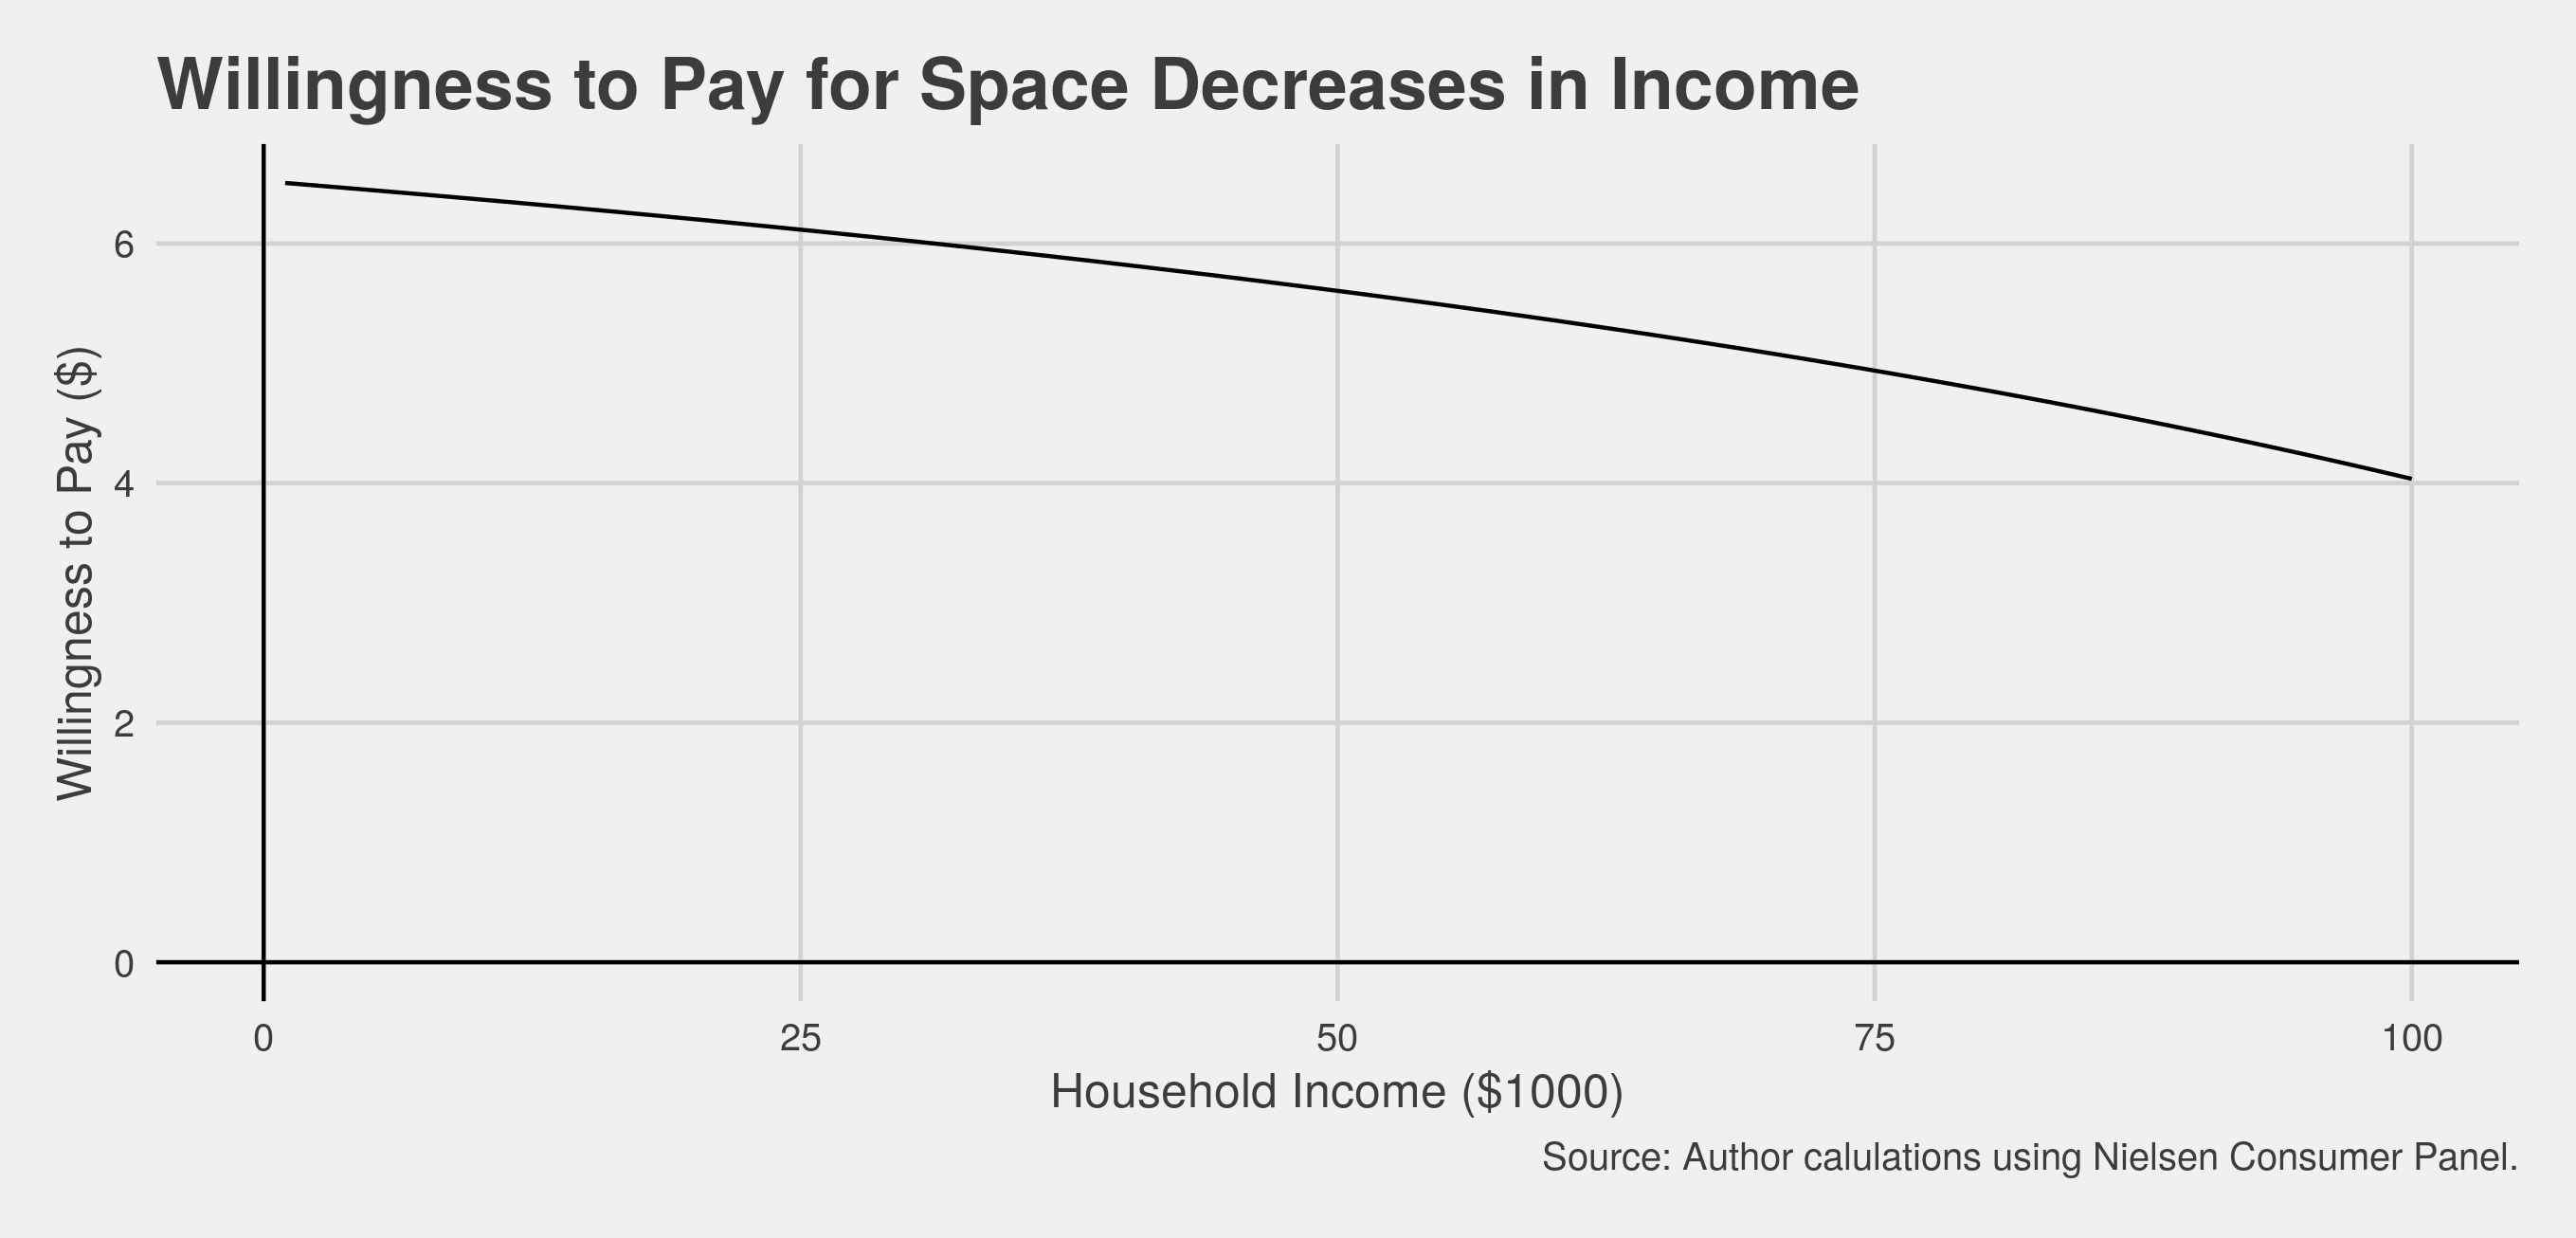 Willingness to Pay for Space Decreases in Income
Willingness to Pay ($)
6
4
2
0
0 25 50 75 100
Household Income ($1000)
Source: Author calulations using Nielsen Consumer Panel.